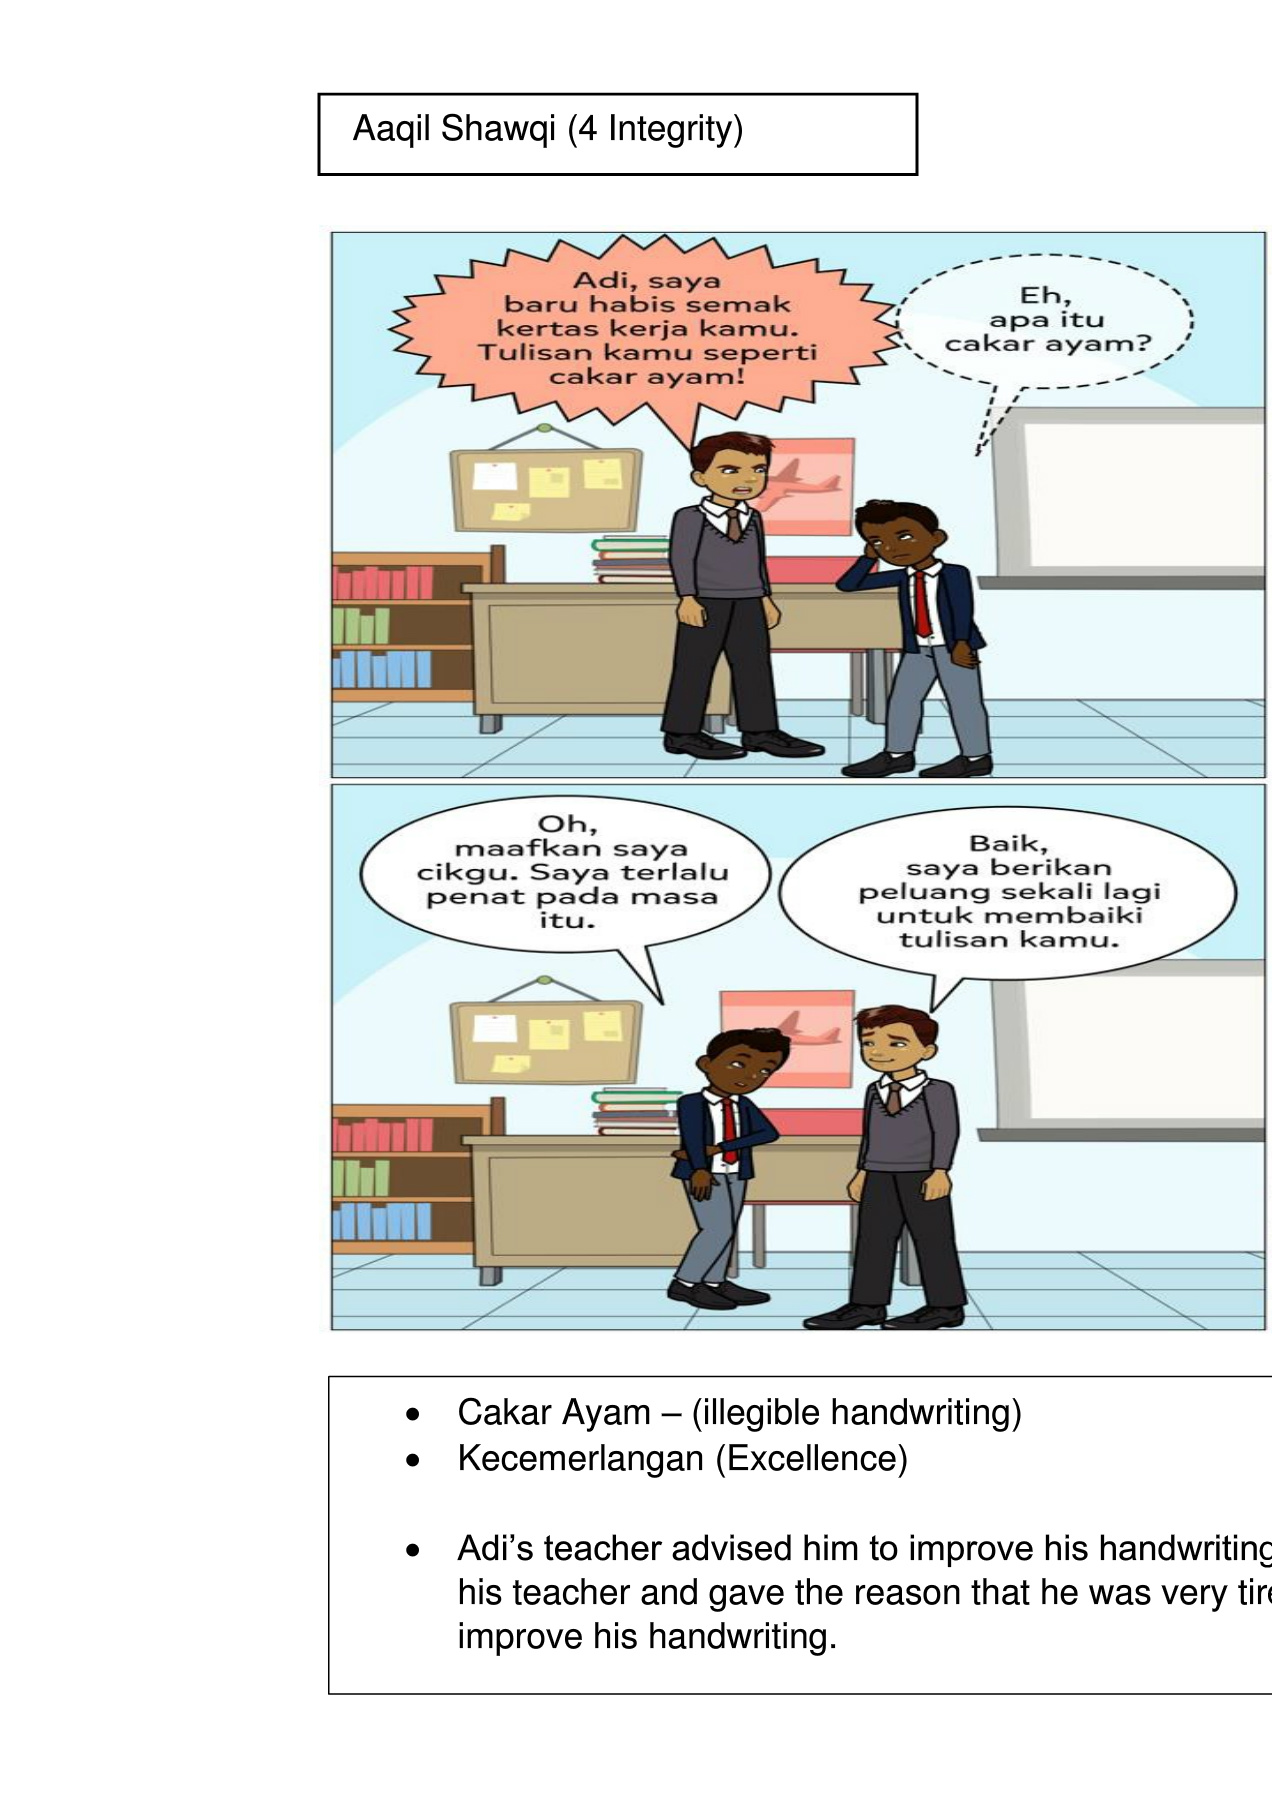 Aaqil Shawqi (4 Integrity)
Adi, saya
baru habis semak
kertas kerja kamu.
Tulisan kamu seperti
cakar ayam!
Eh,
apa itu
cakar ayam?
Oh,
maafkan saya
cikgu. Saya terlalu
penat pada masa
itu.
Baik,
saya berikan
peluang sekali lagi
untuk membaiki
tulisan kamu.
• Cakar Ayam – (illegible handwriting)
• Kecemerlangan (Excellence)
• Adi’s teacher advised him to improve his handwriting
his teacher and gave the reason that he was very
improve his handwriting.